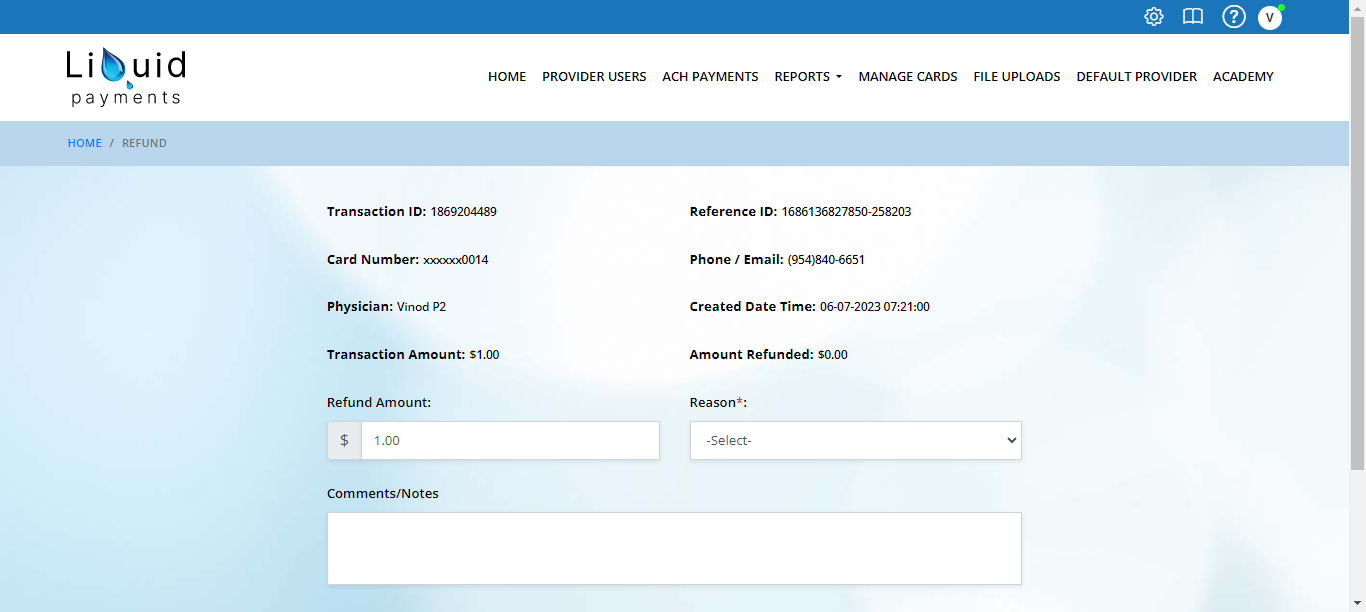 ? V
Liquid
payments
HOME PROVIDER USERS ACH PAYMENTS REPORTS MANAGE CARDS FILE UPLOADS DEFAULT PROVIDER ACADEMY
HOME / REFUND
Transaction ID: 1869204489 Reference ID: 1686136827850-258203
Card Number: xxxxxx0014 Phone / Email: (954)840-6651
Physician: Vinod P2 Created Date Time: 06-07-2023 07:21:00
Transaction Amount: $1.00 Amount Refunded: $0.00
Refund Amount: Reason*:
$ 1.00 -Select-
Comments/Notes